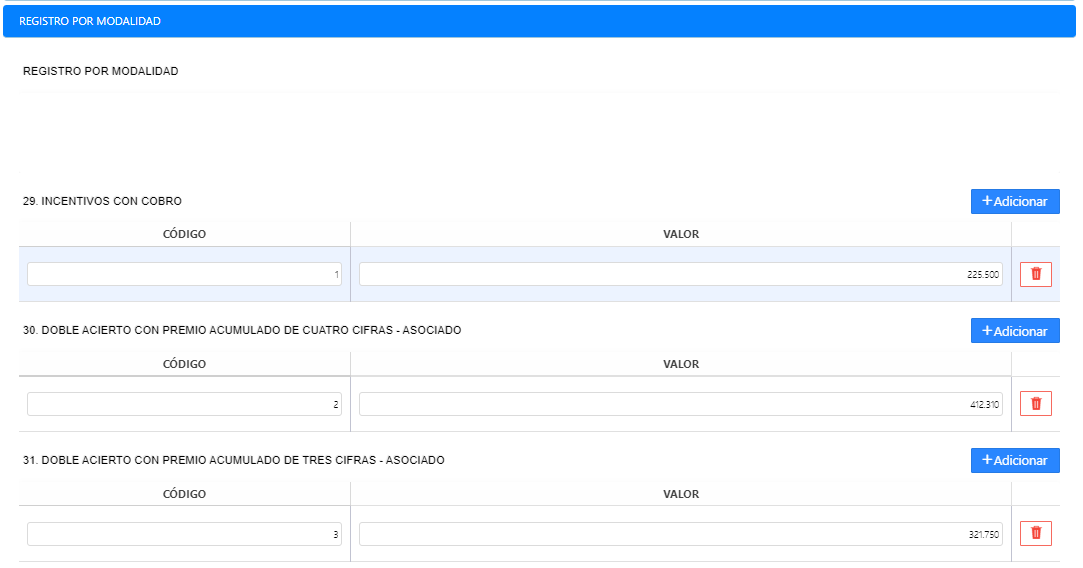 REGISTRO POR MODALIDAD
REGISTRO POR MODALIDAD
29. INCENTIVOS CON COBRO
+Adicionar
CÓDIGO VALOR
1 225.500
30. DOBLE ACIERTO CON PREMIO ACUMULADO DE CUATRO CIFRAS - ASOCIADO
+Adicionar
CÓDIGO VALOR
2 412.310
31. DOBLE ACIERTO CON PREMIO ACUMULADO DE TRES CIFRAS - ASOCIADO
+Adicionar
CÓDIGO VALOR
3 321.750